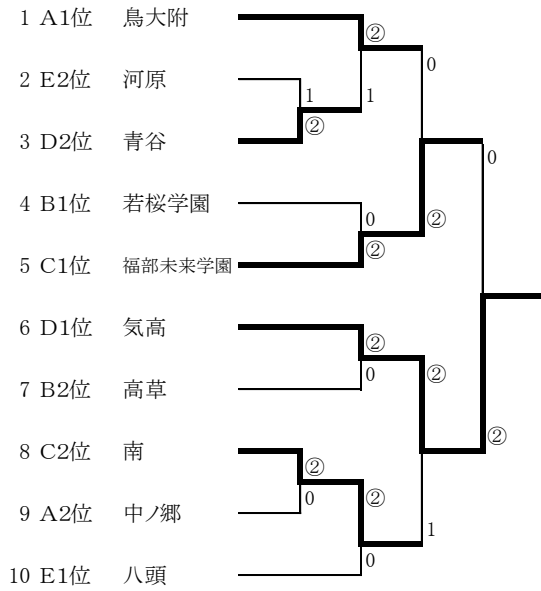 1 A1位 鳥大附
②
0
2 E2位 河原
1
1
3 D2位 青谷
②
0
4 B1位 若桜学園
0
②
5 C1位 福部未来学園
②
6 D1位 気高
②
0
②
7 B2位 高草
②
8 C2位 南
②
0
②
9 A2位 中ノ郷
1
0
10 E1位 八頭